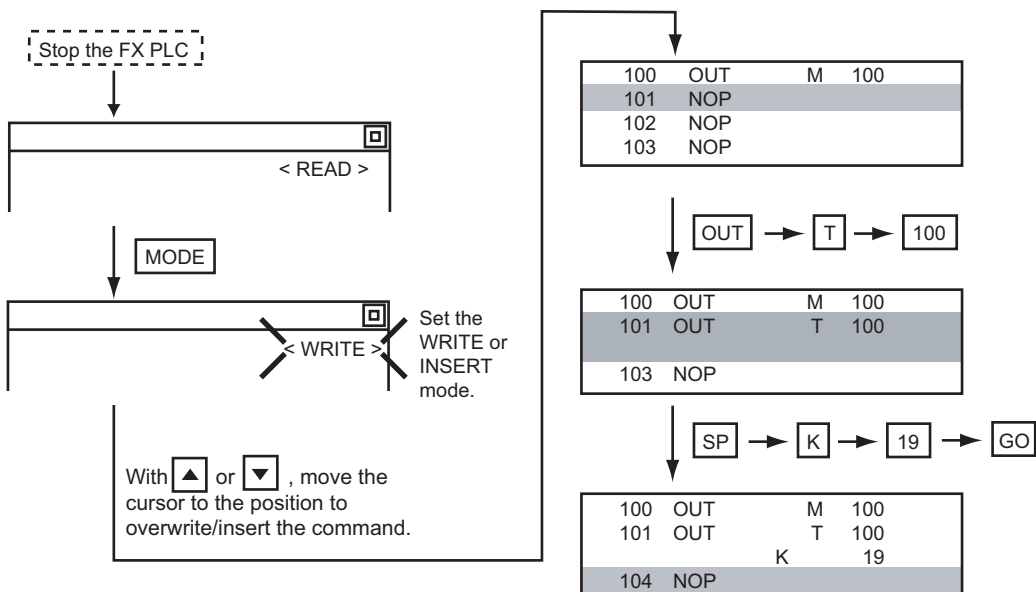 Stop the FX PLC
< READ >
MODE
< WRITE >
Set the
WRITE or
INSERT
mode.
With ▲ or ▼ , move the
cursor to the position to
overwrite/insert the command.
100 OUT M 100
101 NOP
102 NOP
103 NOP
OUT T 100
100 OUT M 100
101 OUT T 100
103 NOP
SP K 19 GO
100 OUT M 100
101 OUT T 100
K 19
104 NOP